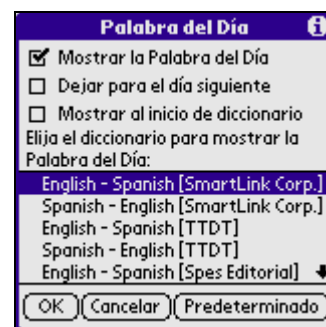 Palabra del Día
Mostrar la Palabra del Día
Dejar para el día siguiente
Mostrar al inicio de diccionario
Elija el diccionario para mostrar la
Palabra del Día:
English - Spanish [SmartLink Corp.]
Spanish - English [SmartLink Corp.]
English - Spanish [TTDT]
Spanish - English [TTDT]
English - Spanish [Spes Editorial]
OK Cancelar Predeterminado